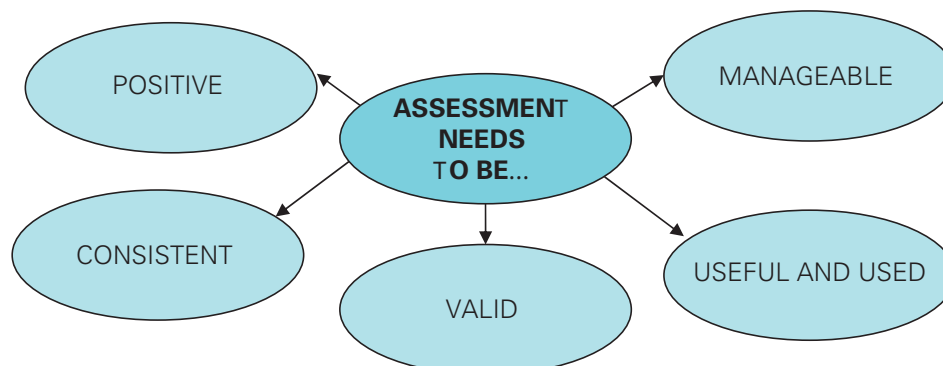 POSITIVE
MANAGEABLE
ASSESSMENT
NEEDS
TO BE...
CONSISTENT
USEFUL AND USED
VALID